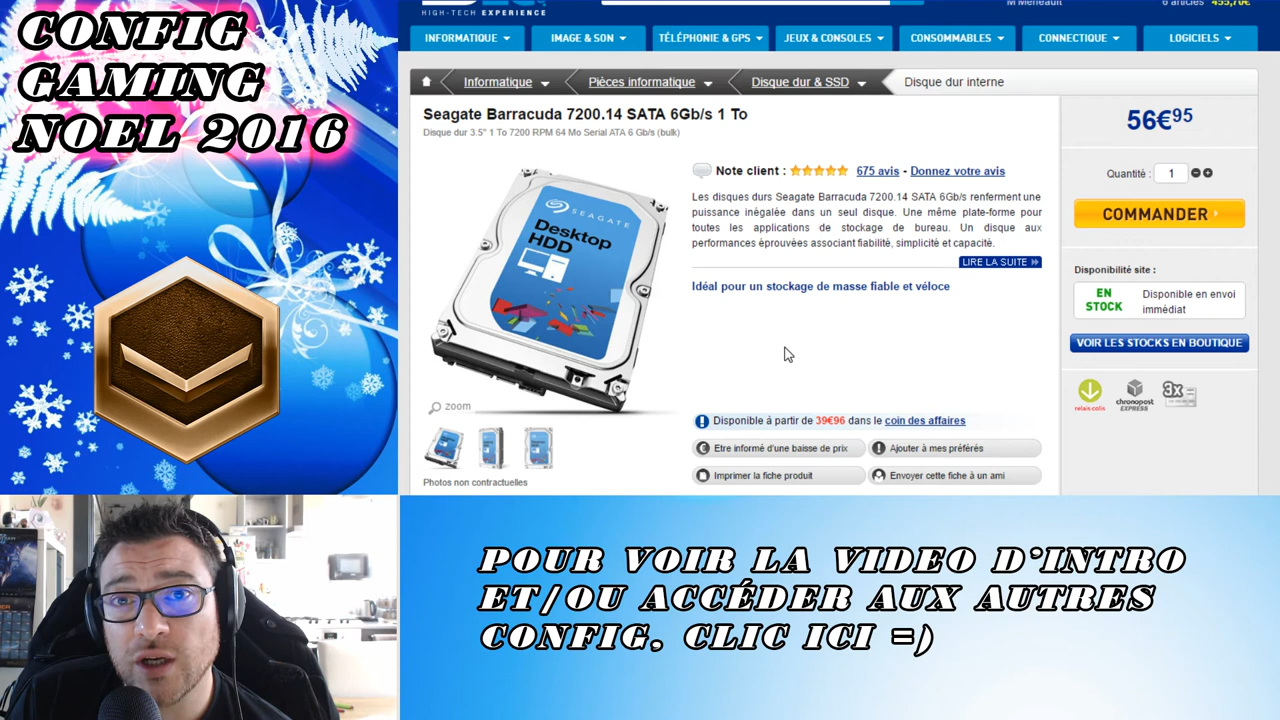 CONFIG
GAMING
NOEL 2016
HIGH-TECH EXPERIENCE
M Merneault
6 articles 455,70€
INFORMATIQUE
IMAGE & SON
TÉLÉPHONIE & GPS
JEUX & CONSOLES
CONSOMMABLES
CONNECTIQUE
LOGICIELS
Informatique
Pièces informatique
Disque dur & SSD
Disque dur interne
Seagate Barracuda 7200.14 SATA 6Gb/s 1 To
Disque dur 3.5" 1 To 7200 RPM 64 Mo Serial ATA 6 Gb/s (bulk)
SEAGATE
Desktop
HDD
zoom
Photos non contractuelles
Note client : 675 avis - Donnez votre avis
Les disques durs Seagate Barracuda 7200.14 SATA 6Gb/s renferment une
puissance inégalée dans un seul disque. Une même plate-forme pour
toutes les applications de stockage de bureau. Un disque aux
performances éprouvées associant fiabilité, simplicité et capacité.
LIRE LA SUITE
Idéal pour un stockage de masse fiable et véloce
Disponible à partir de 39€96 dans le coin des affaires
Etre informé d'une baisse de prix
Ajouter à mes préférés
Imprimer la fiche produit
Envoyer cette fiche à un ami
56€95
Quantité : 1
COMMANDER
Disponibilité site :
EN
STOCK
Disponible en envoi
immédiat
VOIR LES STOCKS EN BOUTIQUE
relais colis
chronopost
EXPRESS
3x
POUR VOIR LA VIDEO D'INTRO
ET/OU ACCÉDER AUX AUTRES
CONFIG, CLIC ICI =)